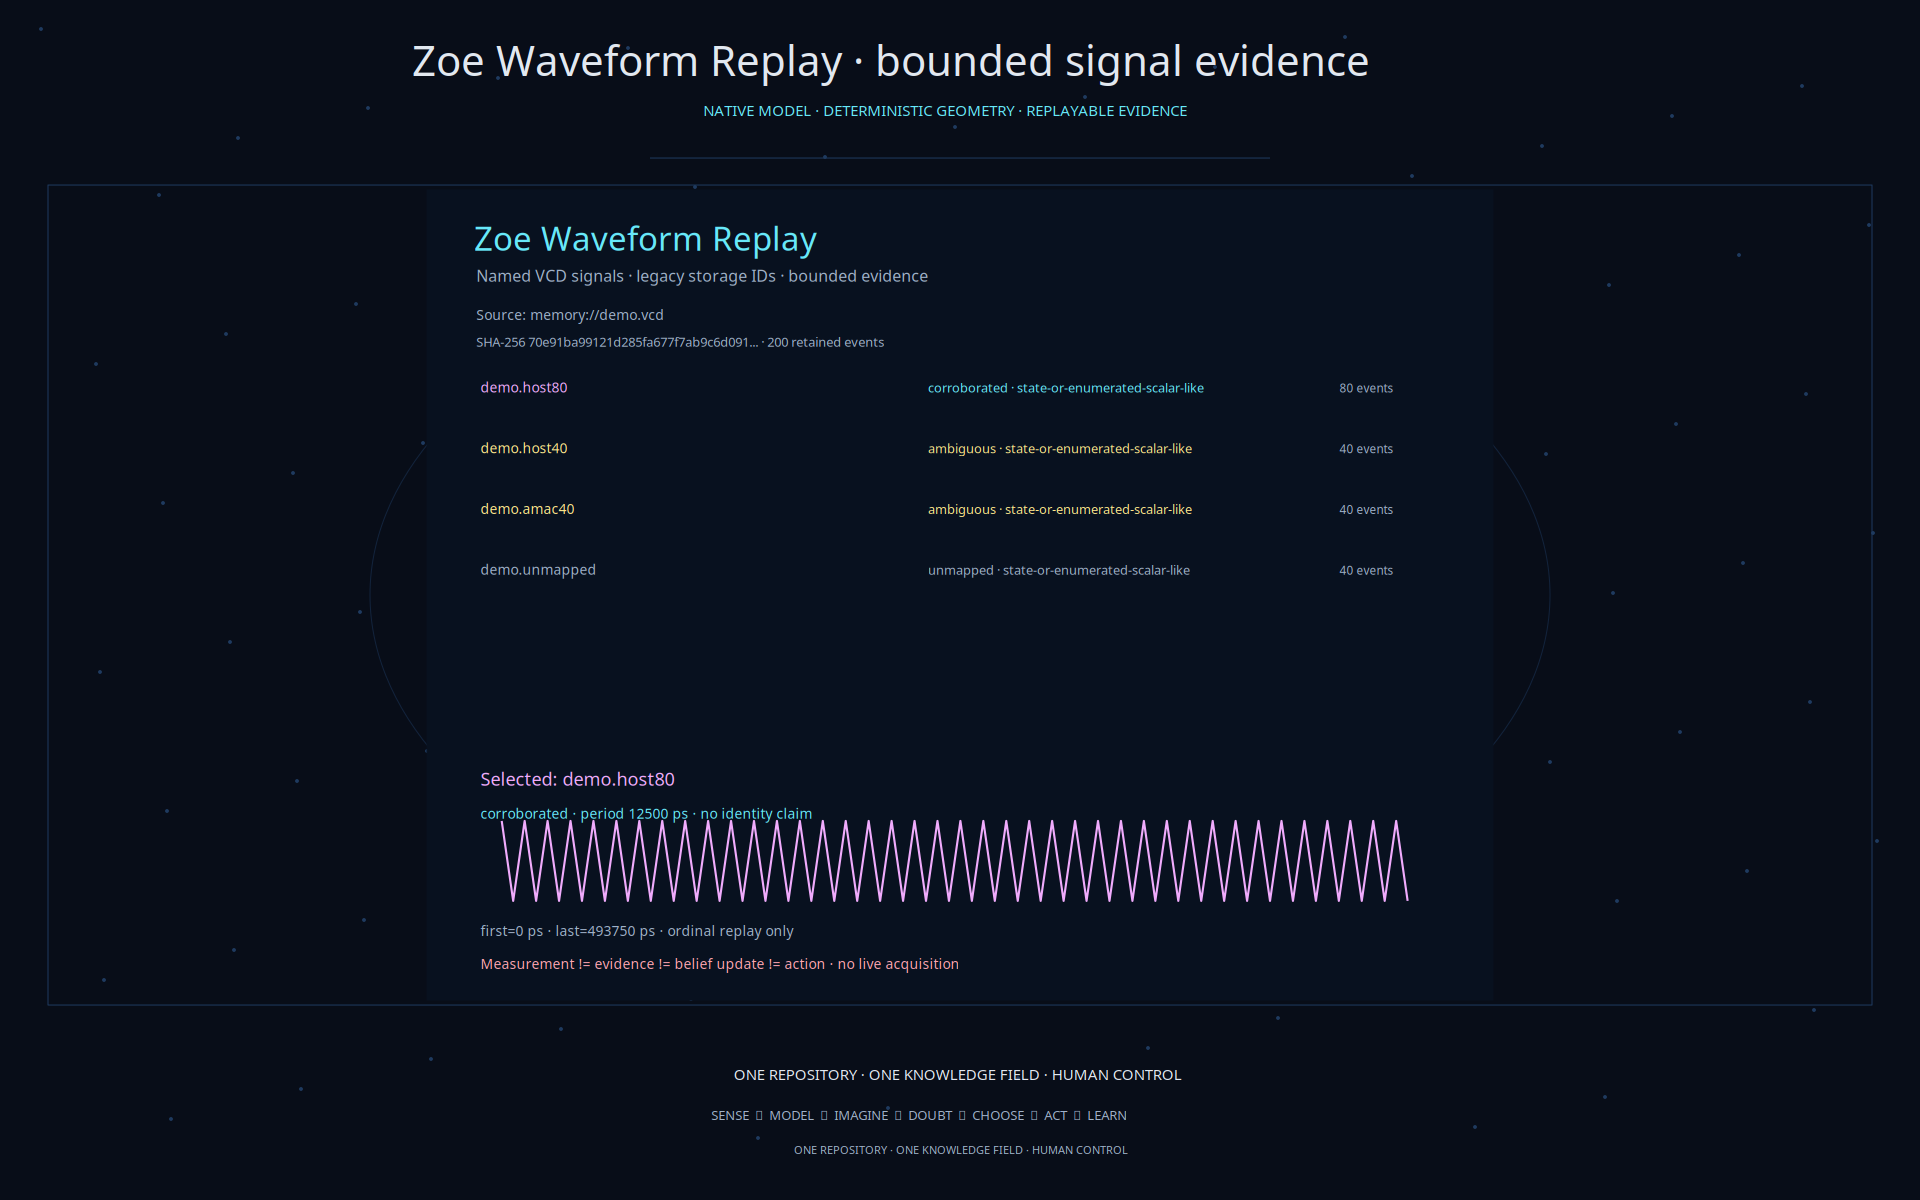 Zoe Waveform Replay · bounded signal evidence
NATIVE MODEL · DETERMINISTIC GEOMETRY · REPLAYABLE EVIDENCE
Zoe Waveform Replay
Named VCD signals · legacy storage IDs · bounded evidence
Source: memory://demo.vcd
SHA-256 70e91ba99121d285fa677f7ab9c6d091... · 200 retained events
demo.host80 corroborated · state-or-enumerated-scalar-like 80 events
demo.host40 ambiguous · state-or-enumerated-scalar-like 40 events
demo.amac40 ambiguous · state-or-enumerated-scalar-like 40 events
demo.unmapped unmapped · state-or-enumerated-scalar-like 40 events
Selected: demo.host80
corroborated · period 12500 ps · no identity claim
first=0 ps · last=493750 ps · ordinal replay only
Measurement != evidence != belief update != action · no live acquisition
ONE REPOSITORY · ONE KNOWLEDGE FIELD · HUMAN CONTROL
SENSE MODEL IMAGINE DOUBT CHOOSE ACT LEARN
ONE REPOSITORY · ONE KNOWLEDGE FIELD · HUMAN CONTROL